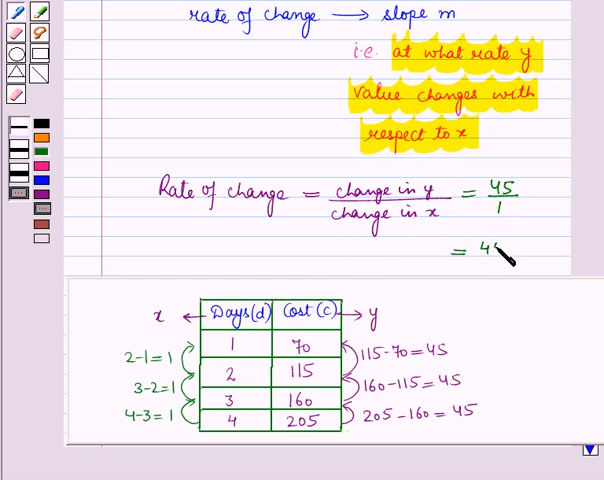 rate of change → slope m
i.e. at what rate y
value changes with
respect to x
Rate of change = change in y / change in x = 45/1
=
x ← Days(d) Cost(c) → y
1 70
2 115
3 160
4 205
2-1=1
3-2=1
4-3=1
115-70=45
160-115=45
205-160=45